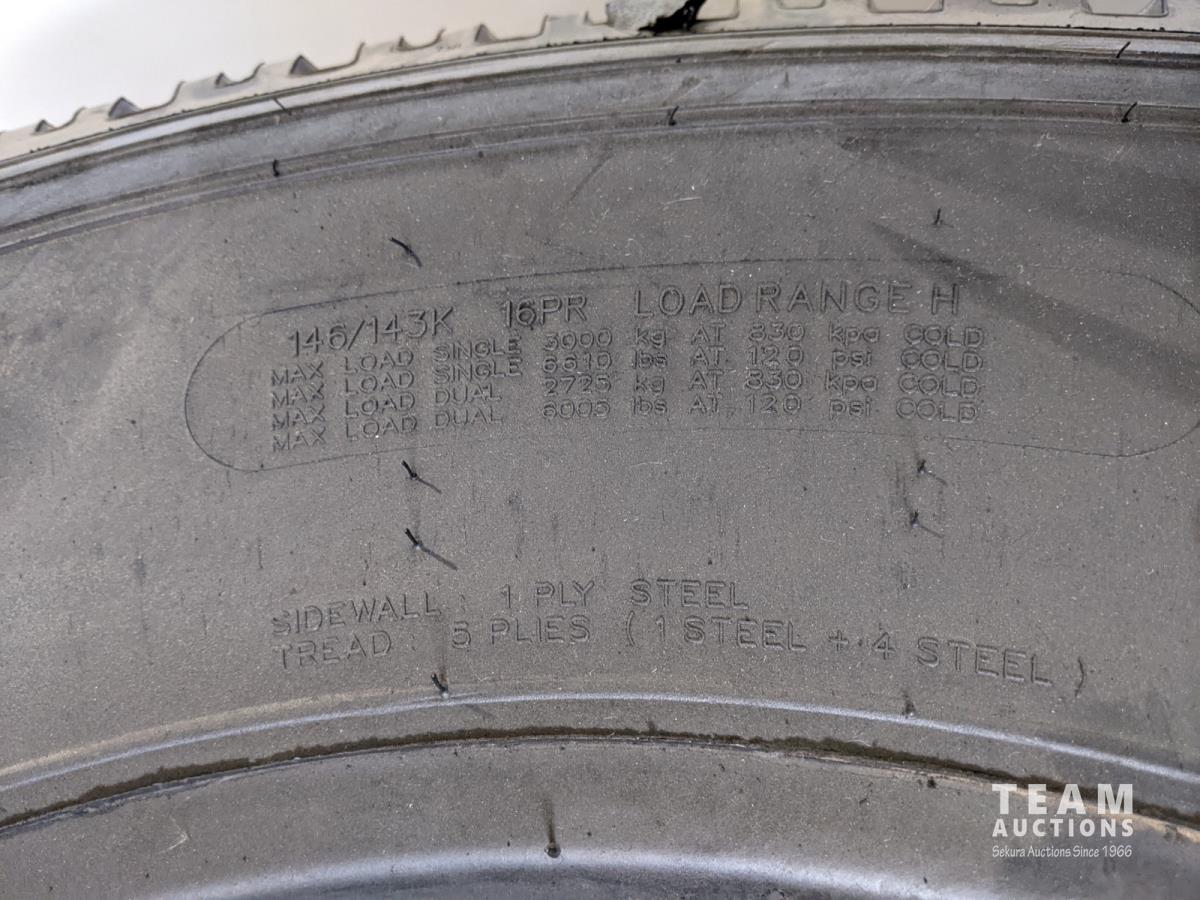 146/143K 16PR LOAD RANGE H
MAX LOAD SINGLE 3000 kg AT 830 kpa COLD
MAX LOAD SINGLE 6610 lbs AT 120 psi COLD
MAX LOAD DUAL 2725 kg AT 830 kpa COLD
MAX LOAD DUAL 6005 lbs AT 120 psi COLD
SIDEWALL : 1 PLY STEEL
TREAD : 5 PLIES ( 1 STEEL + 4 STEEL )
TEAM
AUCTIONS
Sekura Auctions Since 1966